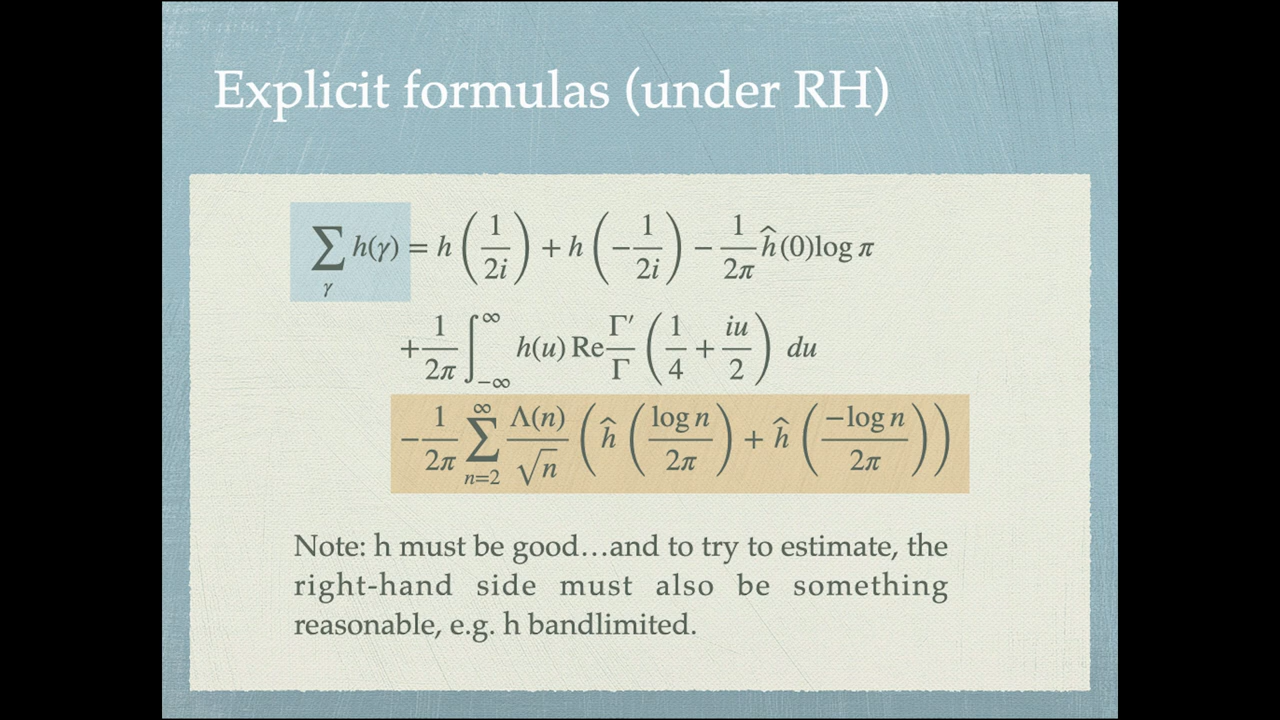 Explicit formulas (under RH)
∑_γ h(γ) = h(1/2i) + h(−1/2i) − 1/2π ĥ(0)log π
+ 1/2π ∫_{−∞}^{∞} h(u) Re Γ′/Γ (1/4 + iu/2) du
− 1/2π ∑_{n=2}^{∞} Λ(n)/√n (ĥ(log n/2π) + ĥ(−log n/2π))
Note: h must be good…and to try to estimate, the
right-hand side must also be something
reasonable, e.g. h bandlimited.